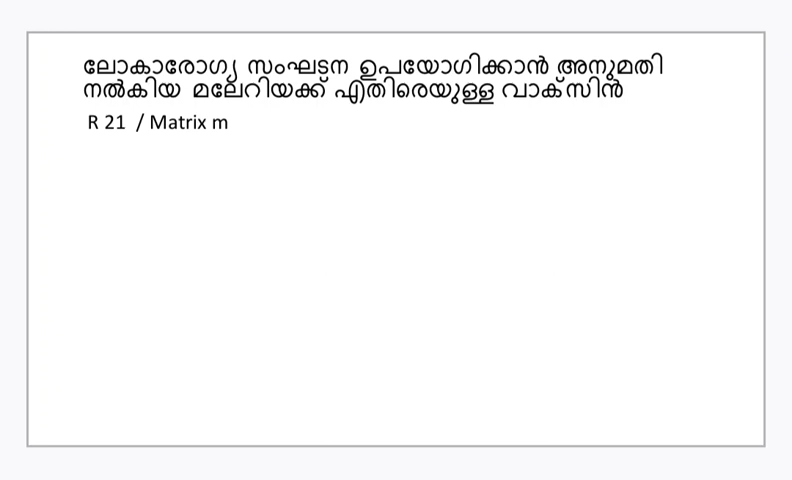 ലോകാരോഗ്യ സംഘടന ഉപയോഗിക്കാൻ അനുമതി
നൽകിയ മലേറിയക്ക് എതിരെയുള്ള വാക്സിൻ
R 21 / Matrix m